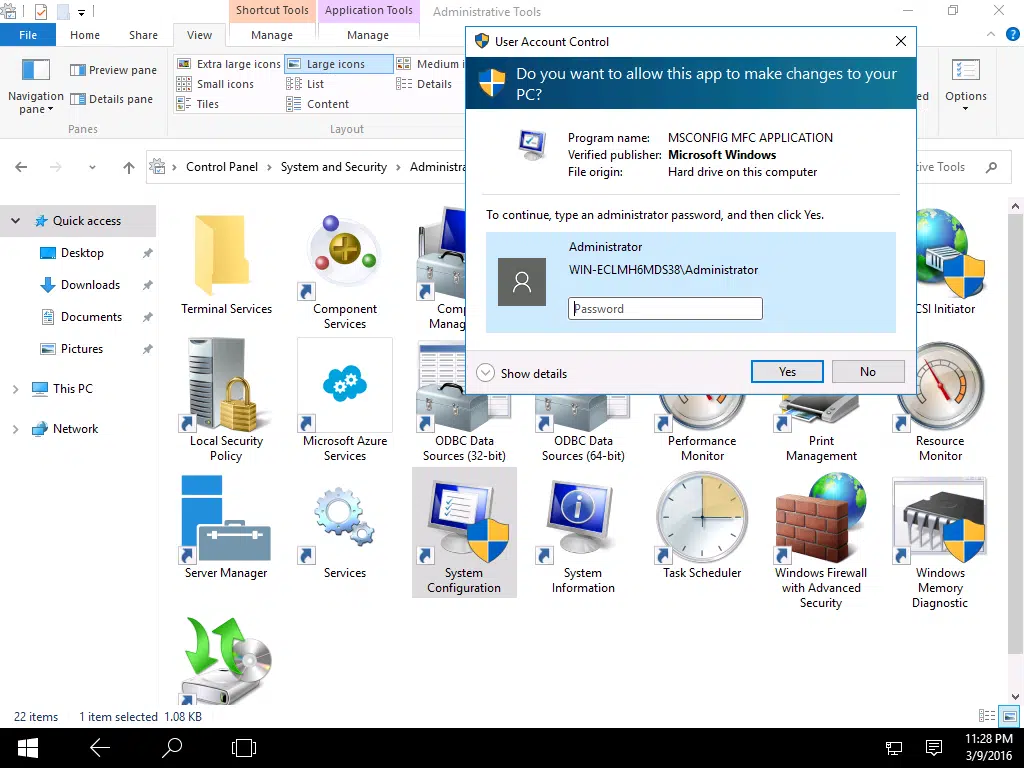 Shortcut Tools
Application Tools
Administrative Tools
File
Home
Share
View
Manage
Manage
Navigation
pane
Preview pane
Details pane
Panes
Extra large icons
Large icons
Medium i
Small icons
List
Details
Tiles
Content
Layout
ed
Options
Control Panel
System and Security
Administra
tive Tools
User Account Control
Do you want to allow this app to make changes to your
PC?
Program name: MSCONFIG MFC APPLICATION
Verified publisher: Microsoft Windows
File origin: Hard drive on this computer
To continue, type an administrator password, and then click Yes.
Administrator
WIN-ECLMH6MDS38\Administrator
Password
Show details
Yes
No
Quick access
Desktop
Downloads
Documents
Pictures
This PC
Network
Terminal Services
Component
Services
Comp
Manag
CSI Initiator
Local Security
Policy
Microsoft Azure
Services
ODBC Data
Sources (32-bit)
ODBC Data
Sources (64-bit)
Performance
Monitor
Print
Management
Resource
Monitor
Server Manager
Services
System
Configuration
System
Information
Task Scheduler
Windows Firewall
with Advanced
Security
Windows
Memory
Diagnostic
22 items
1 item selected 1.08 KB
11:28 PM
3/9/2016